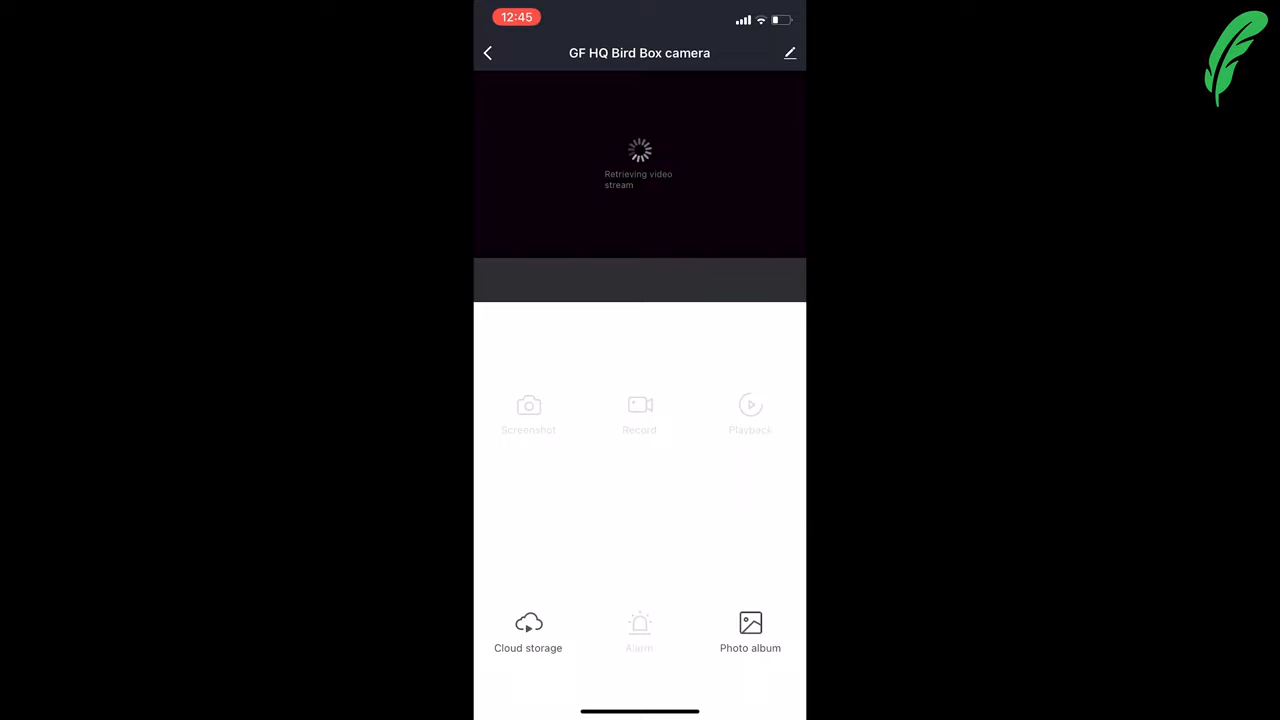 12:45
GF HQ Bird Box camera
Retrieving video
stream
Screenshot
Record
Playback
Cloud storage
Alarm
Photo album